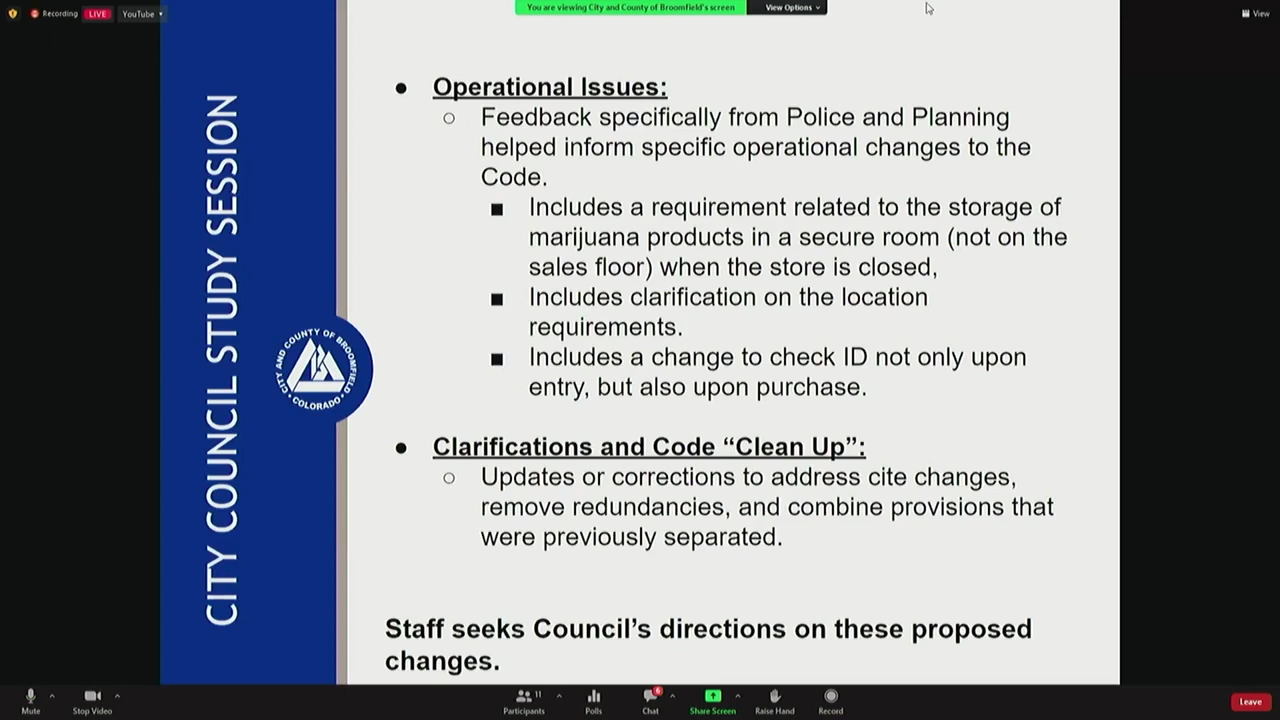 Recording LIVE YouTube
You are viewing City and County of Broomfield's screen View Options
View
CITY COUNCIL STUDY SESSION
CITY AND COUNTY OF BROOMFIELD
• COLORADO •
● Operational Issues:
○ Feedback specifically from Police and Planning
helped inform specific operational changes to the
Code.
■ Includes a requirement related to the storage of
marijuana products in a secure room (not on the
sales floor) when the store is closed,
■ Includes clarification on the location
requirements.
■ Includes a change to check ID not only upon
entry, but also upon purchase.
● Clarifications and Code “Clean Up”:
○ Updates or corrections to address cite changes,
remove redundancies, and combine provisions that
were previously separated.
Staff seeks Council’s directions on these proposed
changes.
11 6
Mute Stop Video Participants Polls Chat Share Screen Raise Hand Record Leave